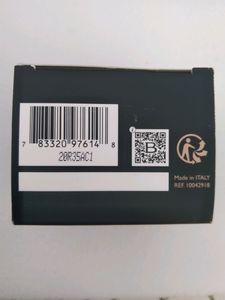 7 83320 97614 8
20R35AC1
i
B
Made in ITALY
REF. 10042918